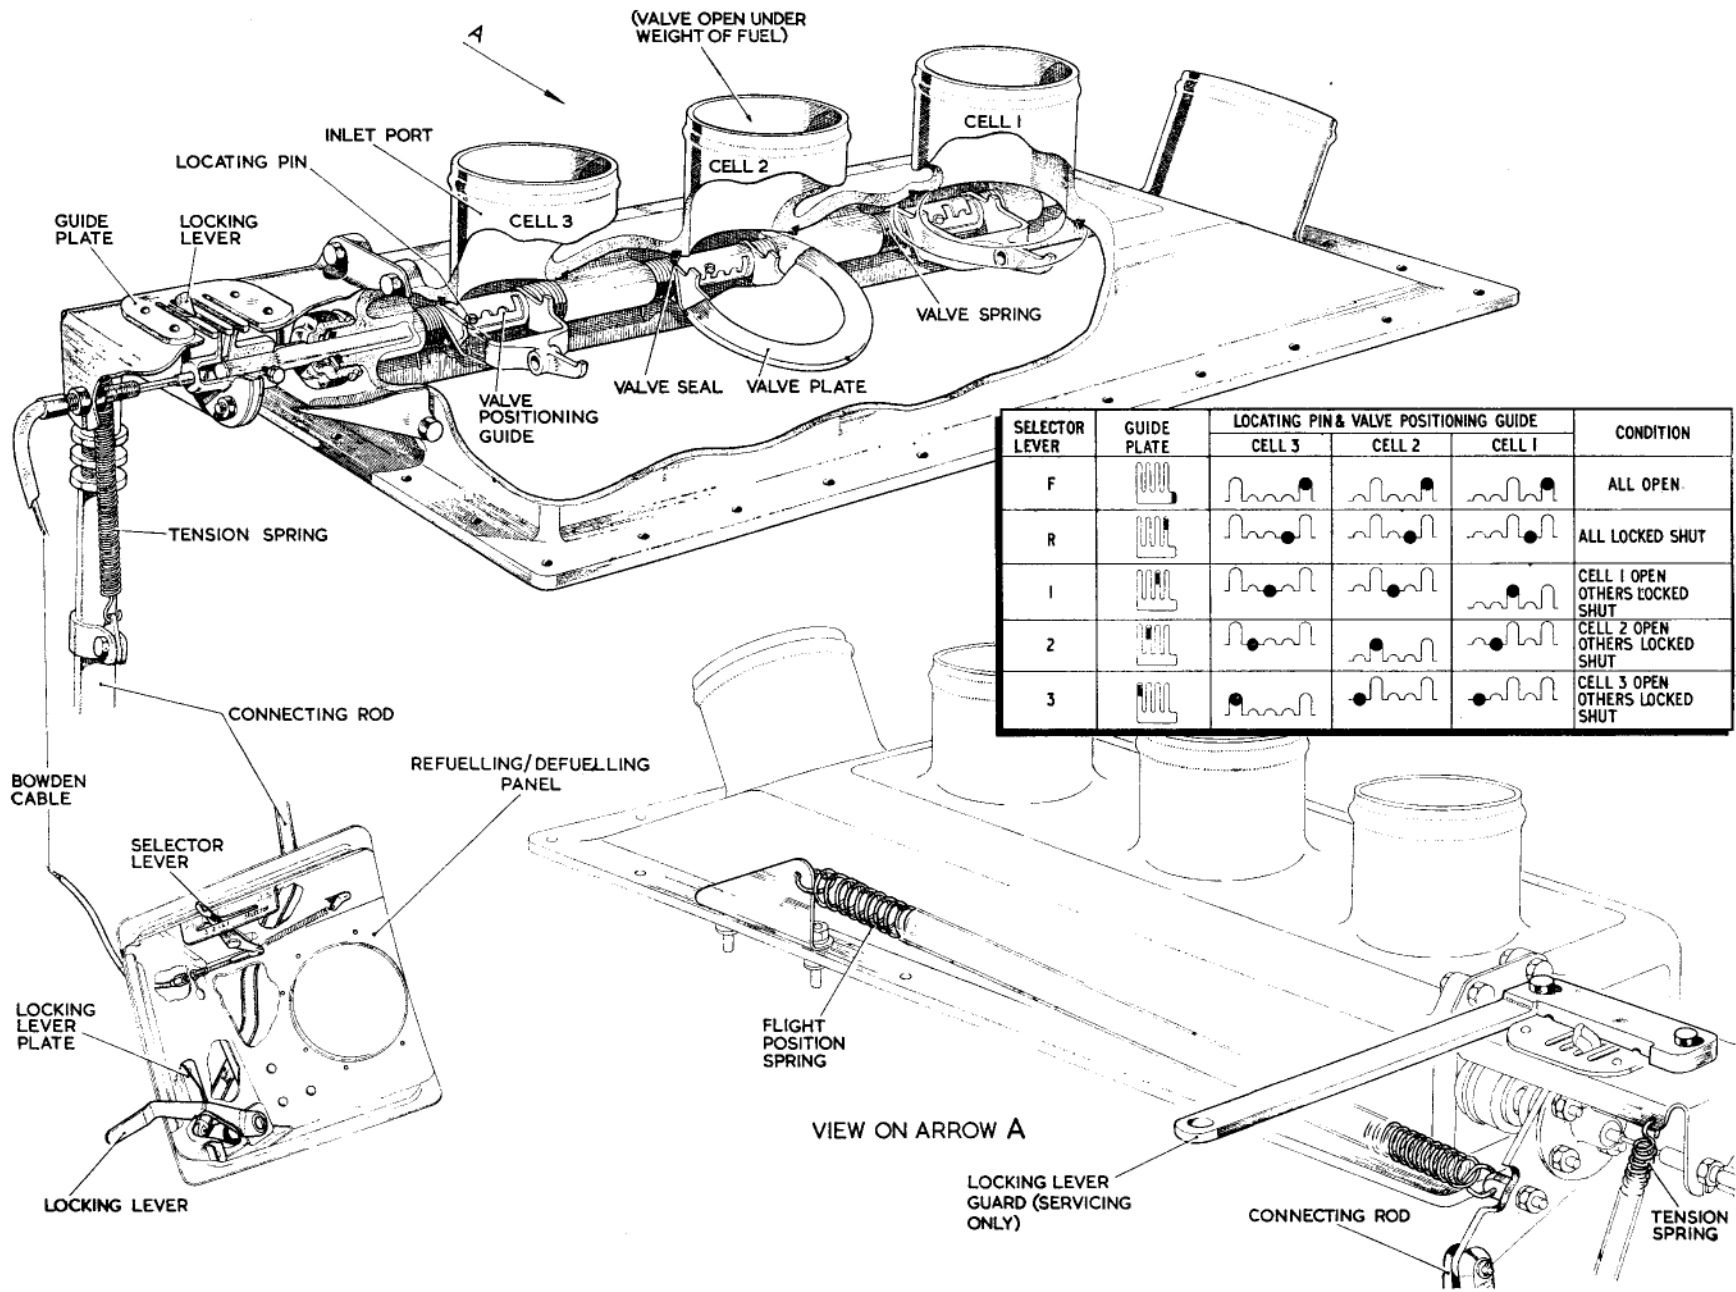 A
(VALVE OPEN UNDER
WEIGHT OF FUEL)
INLET PORT
LOCATING PIN
GUIDE
PLATE
LOCKING
LEVER
CELL 3
CELL 2
CELL 1
VALVE SPRING
VALVE SEAL
VALVE PLATE
VALVE
POSITIONING
GUIDE
TENSION SPRING
CONNECTING ROD
BOWDEN
CABLE
REFUELLING/DEFUELLING
PANEL
SELECTOR
LEVER
LOCKING
LEVER
PLATE
LOCKING LEVER
SELECTOR
LEVER
GUIDE
PLATE
LOCATING PIN & VALVE POSITIONING GUIDE
CELL 3
CELL 2
CELL 1
CONDITION
F
ALL OPEN
R
ALL LOCKED SHUT
1
CELL 1 OPEN
OTHERS LOCKED
SHUT
2
CELL 2 OPEN
OTHERS LOCKED
SHUT
3
CELL 3 OPEN
OTHERS LOCKED
SHUT
FLIGHT
POSITION
SPRING
VIEW ON ARROW A
LOCKING LEVER
GUARD (SERVICING
ONLY)
CONNECTING ROD
TENSION
SPRING